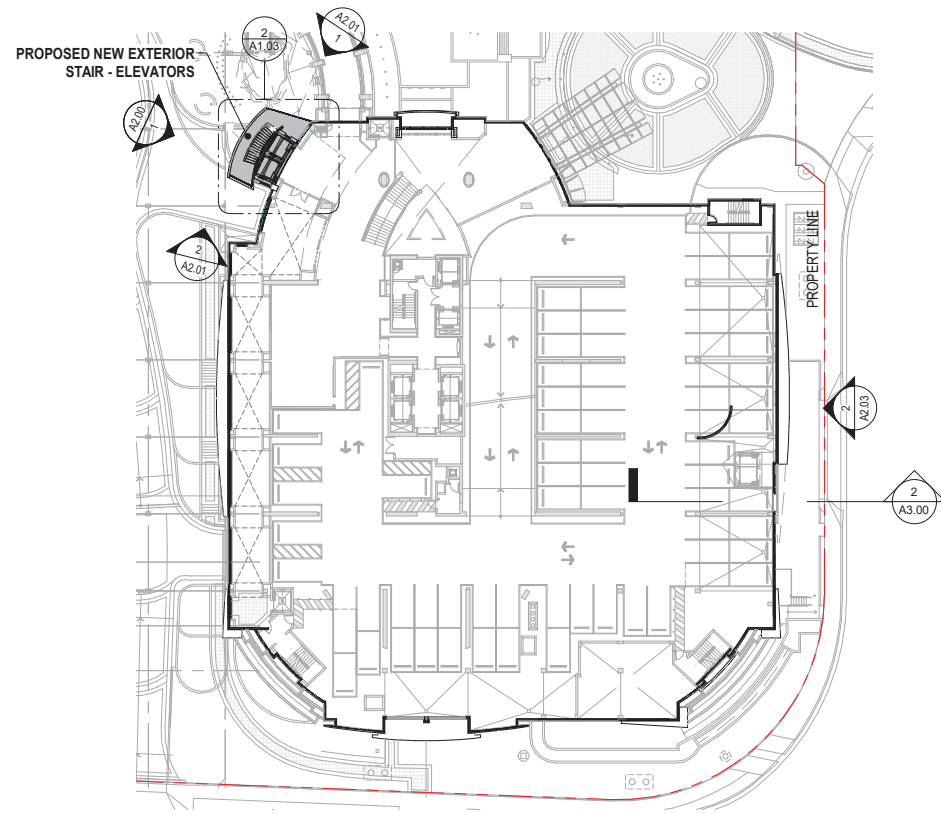 2
A1.03
A2.01
1
PROPOSED NEW EXTERIOR
STAIR - ELEVATORS
A2.00
1
2
A2.01
PROPERTY LINE
2
A2.03
2
A3.00